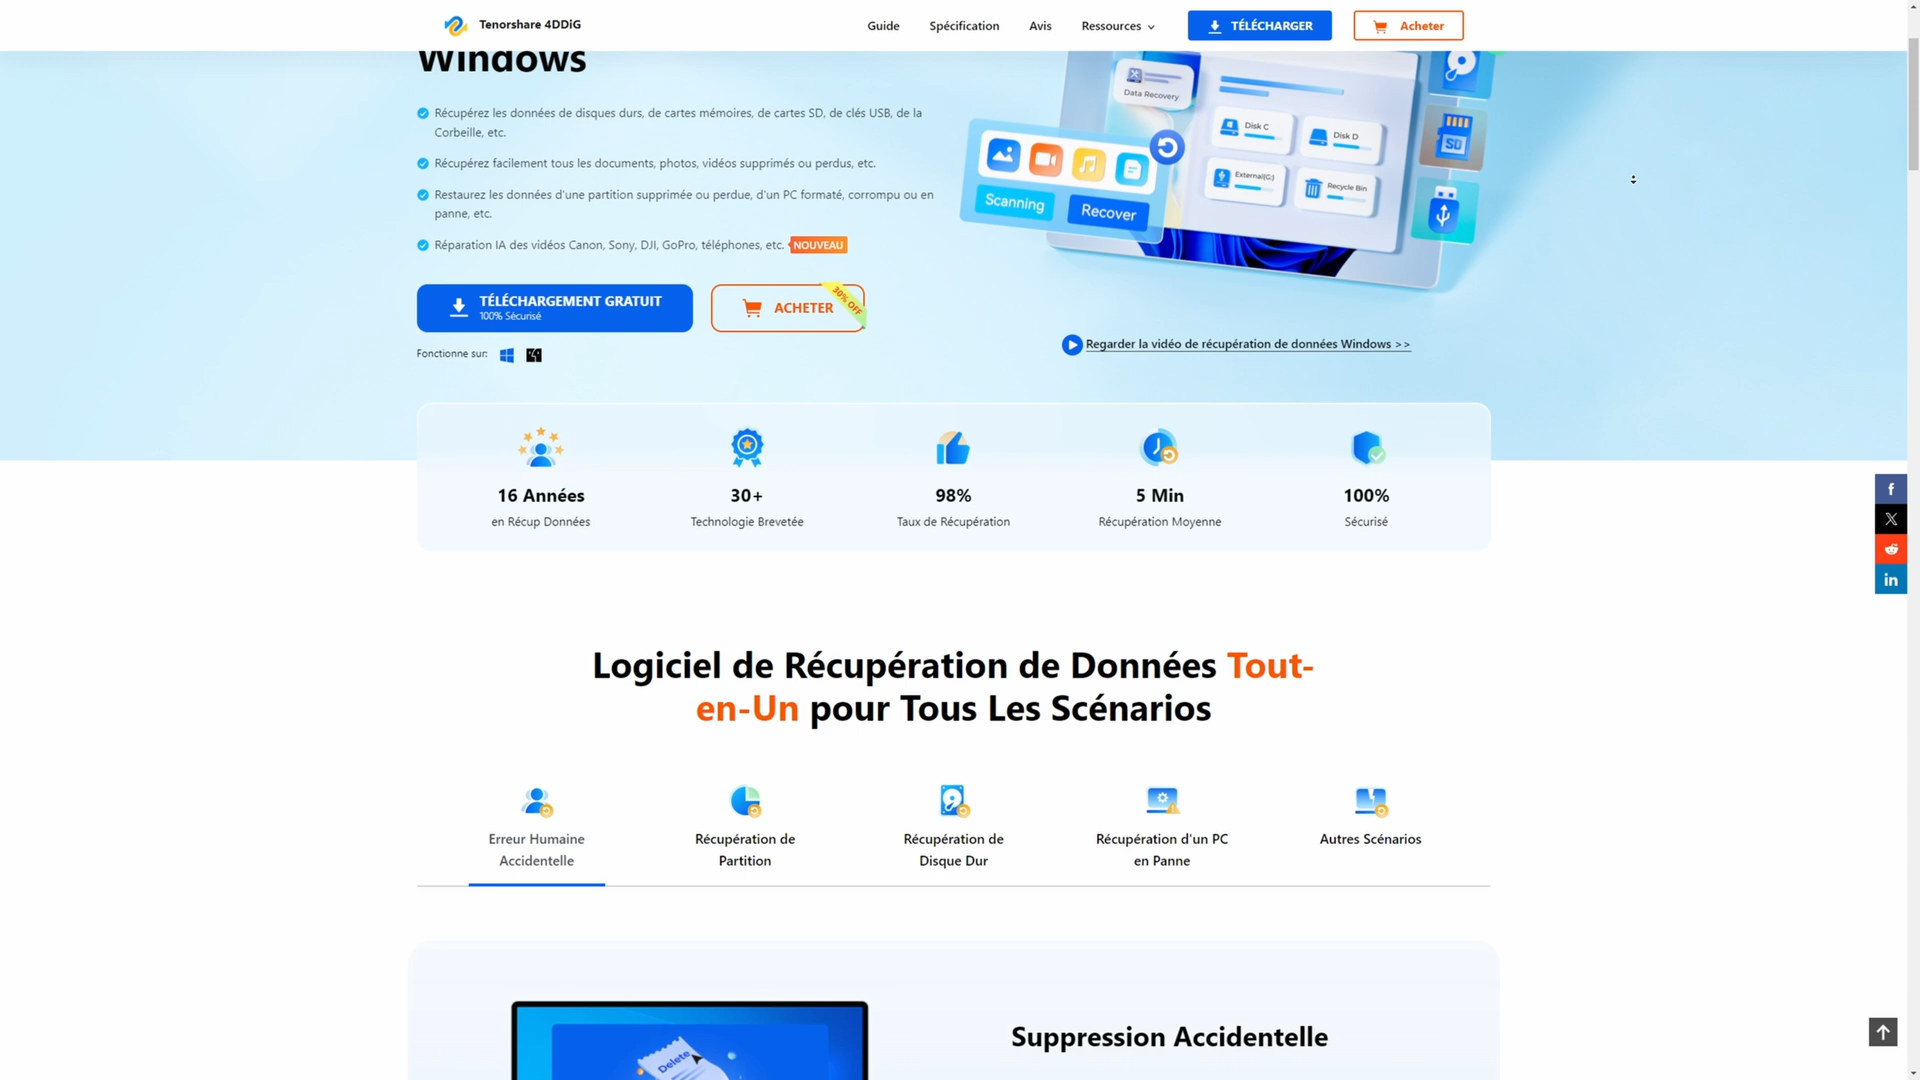 Tenorshare 4DDiG
Guide
Spécification
Avis
Ressources
TÉLÉCHARGER
Acheter
Windows
Récupérez les données de disques durs, de cartes mémoires, de cartes SD, de clés USB, de la
Corbeille, etc.
Récupérez facilement tous les documents, photos, vidéos supprimés ou perdus, etc.
Restaurez les données d'une partition supprimée ou perdue, d'un PC formaté, corrompu ou en
panne, etc.
Réparation IA des vidéos Canon, Sony, DJI, GoPro, téléphones, etc. NOUVEAU
TÉLÉCHARGEMENT GRATUIT
100% Sécurisé
ACHETER
30% OFF
Fonctionne sur:
Data Recovery
Disk C
Disk D
External(G:)
Recycle Bin
SD
Scanning
Recover
Regarder la vidéo de récupération de données Windows >>
16 Années
en Récup Données
30+
Technologie Brevetée
98%
Taux de Récupération
5 Min
Récupération Moyenne
100%
Sécurisé
Logiciel de Récupération de Données Tout-
en-Un pour Tous Les Scénarios
Erreur Humaine
Accidentelle
Récupération de
Partition
Récupération de
Disque Dur
Récupération d'un PC
en Panne
Autres Scénarios
Delete
Suppression Accidentelle